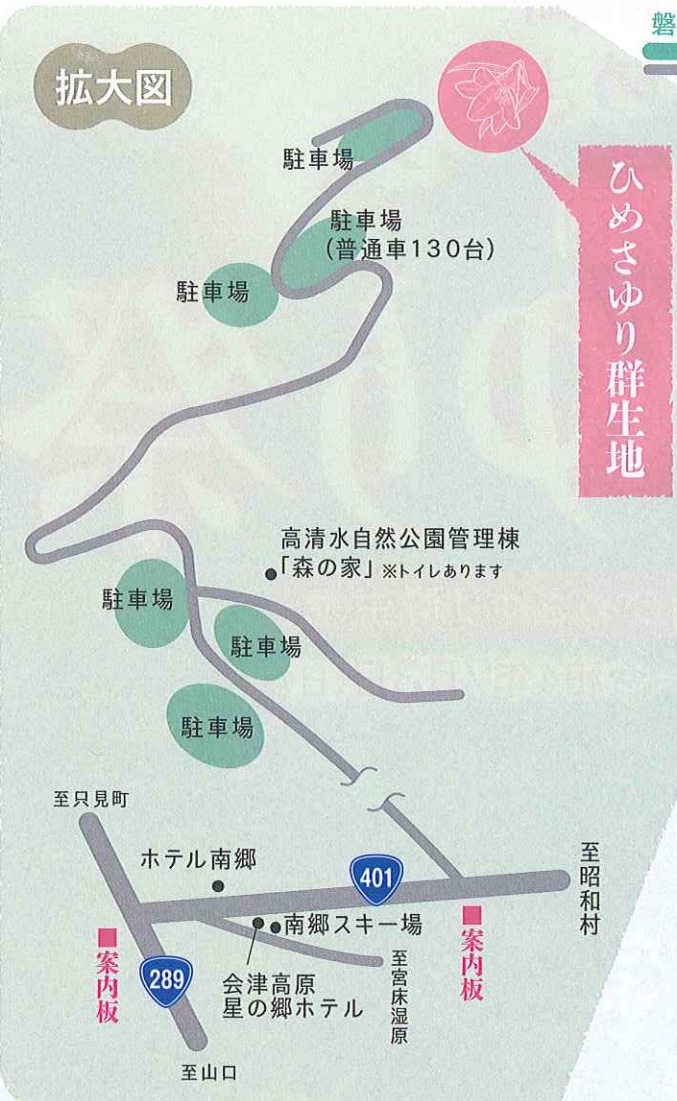 磐
拡大図
駐車場
駐車場
(普通車130台)
駐車場
ひめさゆり群生地
高清水自然公園管理棟
「森の家」※トイレあります
駐車場
駐車場
駐車場
至只見町
ホテル南郷
401
至昭和村
南郷スキー場
■案内板
■案内板
289
会津高原
星の郷ホテル
至宮床湿原
至山口